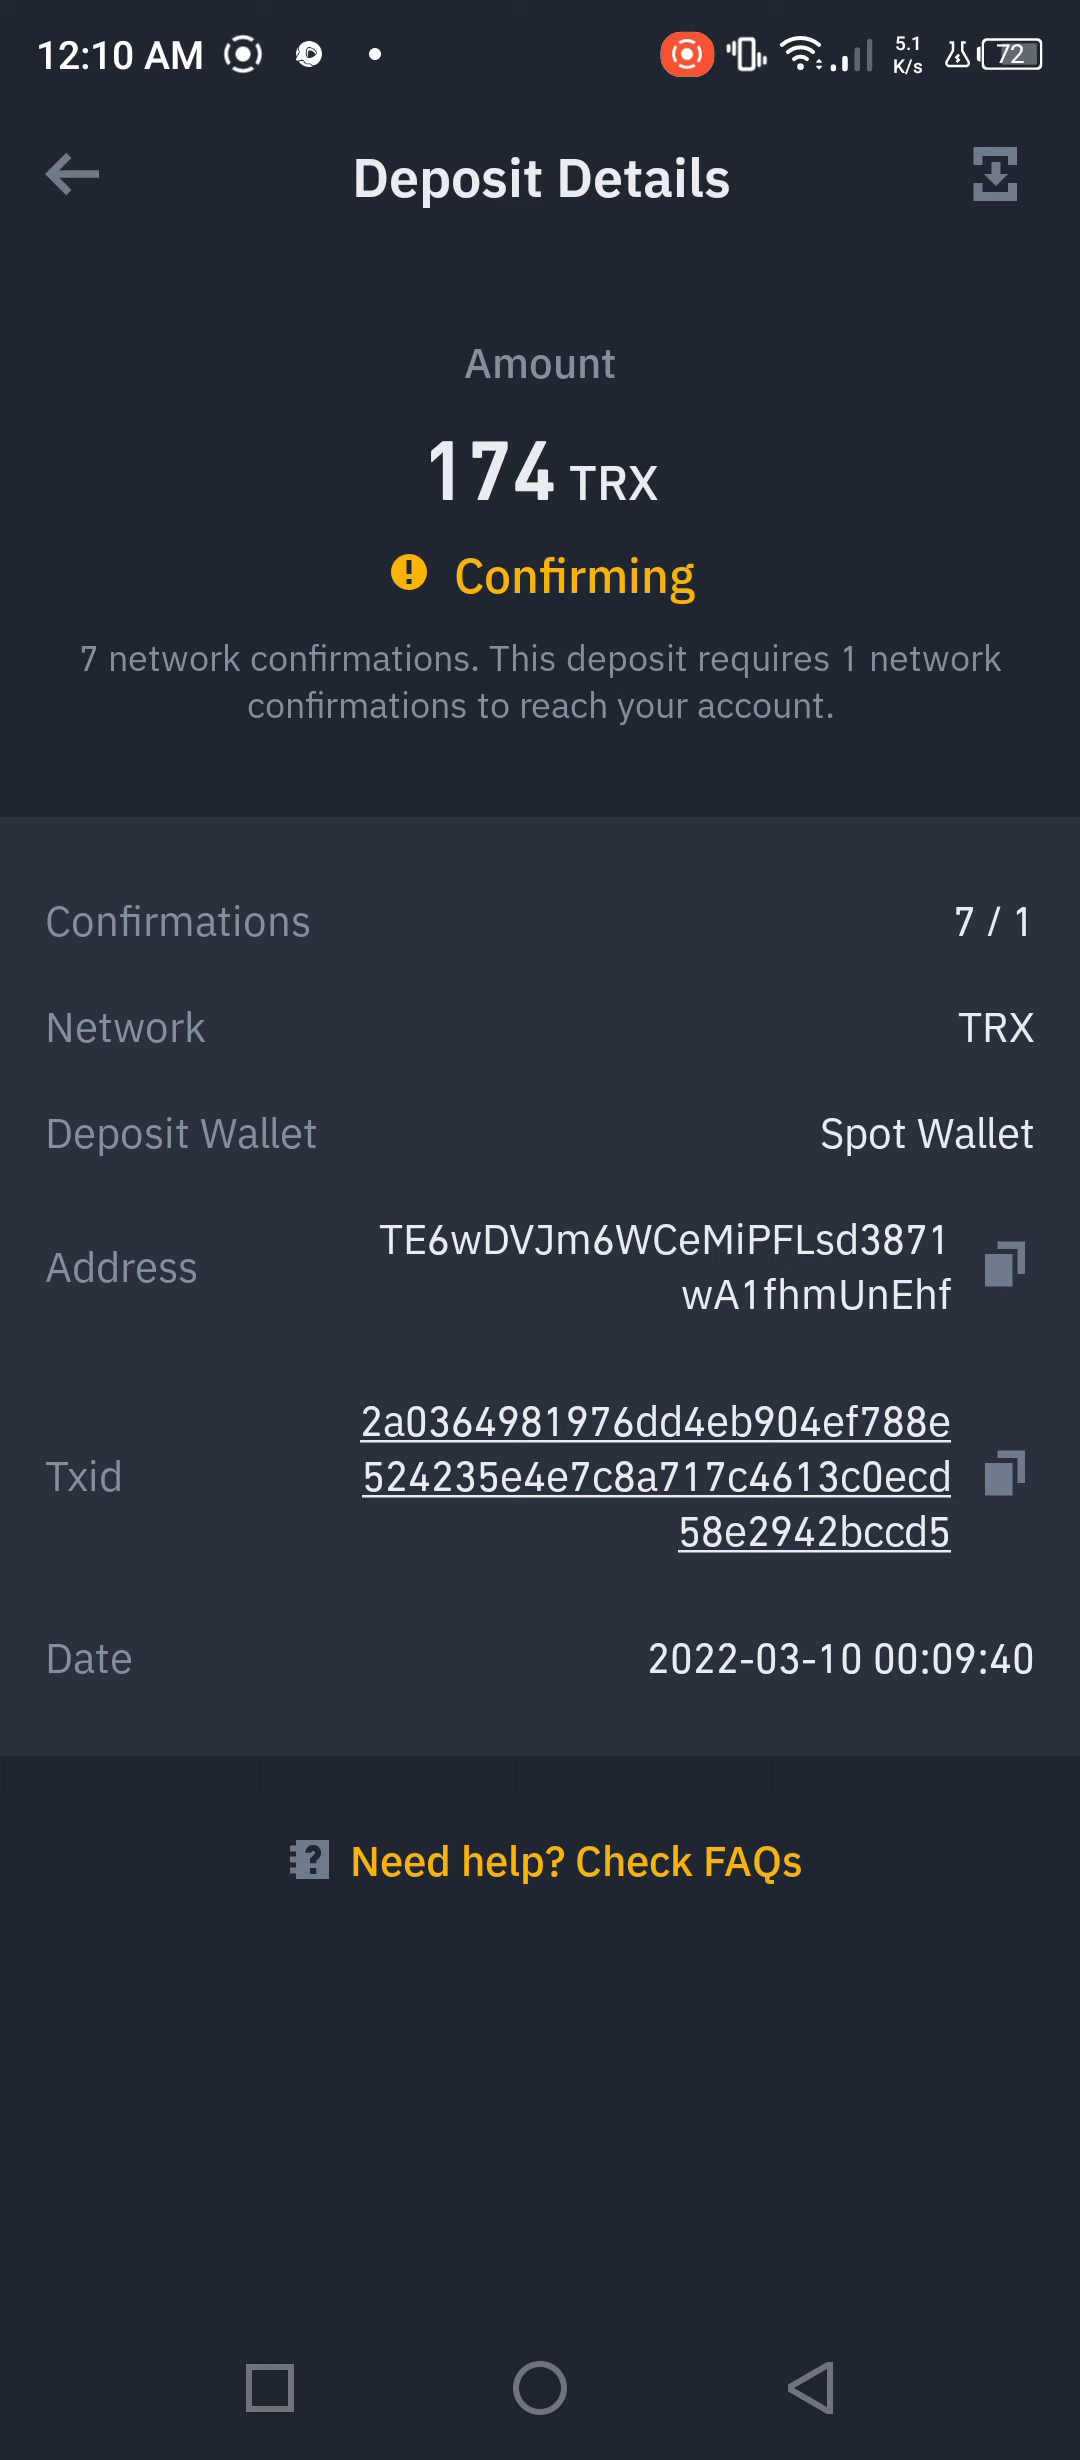 12:10 AM
5.1
K/s
72
Deposit Details
Amount
174 TRX
Confirming
7 network confirmations. This deposit requires 1 network
confirmations to reach your account.
Confirmations 7 / 1
Network TRX
Deposit Wallet Spot Wallet
Address TE6wDVJm6WCeMiPFLsd3871
wA1fhmUnEhf
Txid 2a0364981976dd4eb904ef788e
524235e4e7c8a717c4613c0ecd
58e2942bccd5
Date 2022-03-10 00:09:40
Need help? Check FAQs